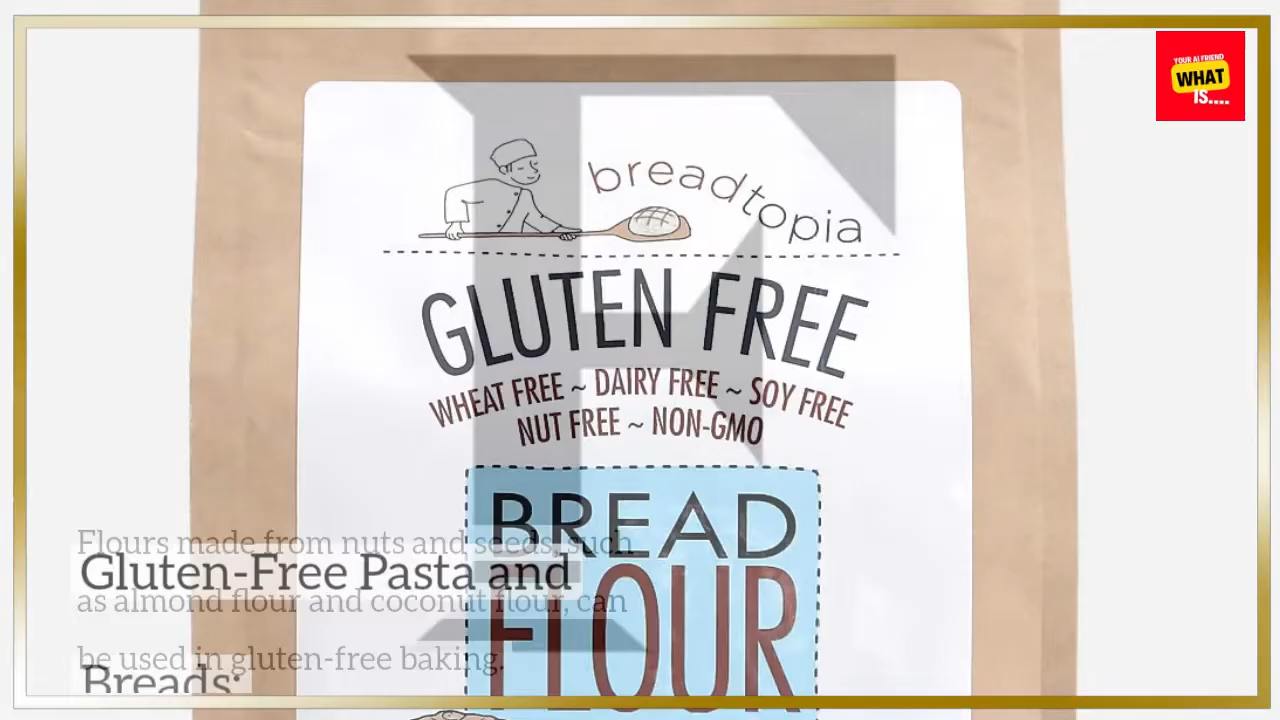 YOUR AI FRIEND
WHAT
IS....
breadtopia
GLUTEN FREE
WHEAT FREE ~ DAIRY FREE ~ SOY FREE
NUT FREE ~ NON-GMO
BREAD
FLOUR
F
Flours made from nuts and seeds, such
as almond flour and coconut flour, can
be used in gluten-free baking.
Gluten-Free Pasta and
Breads: